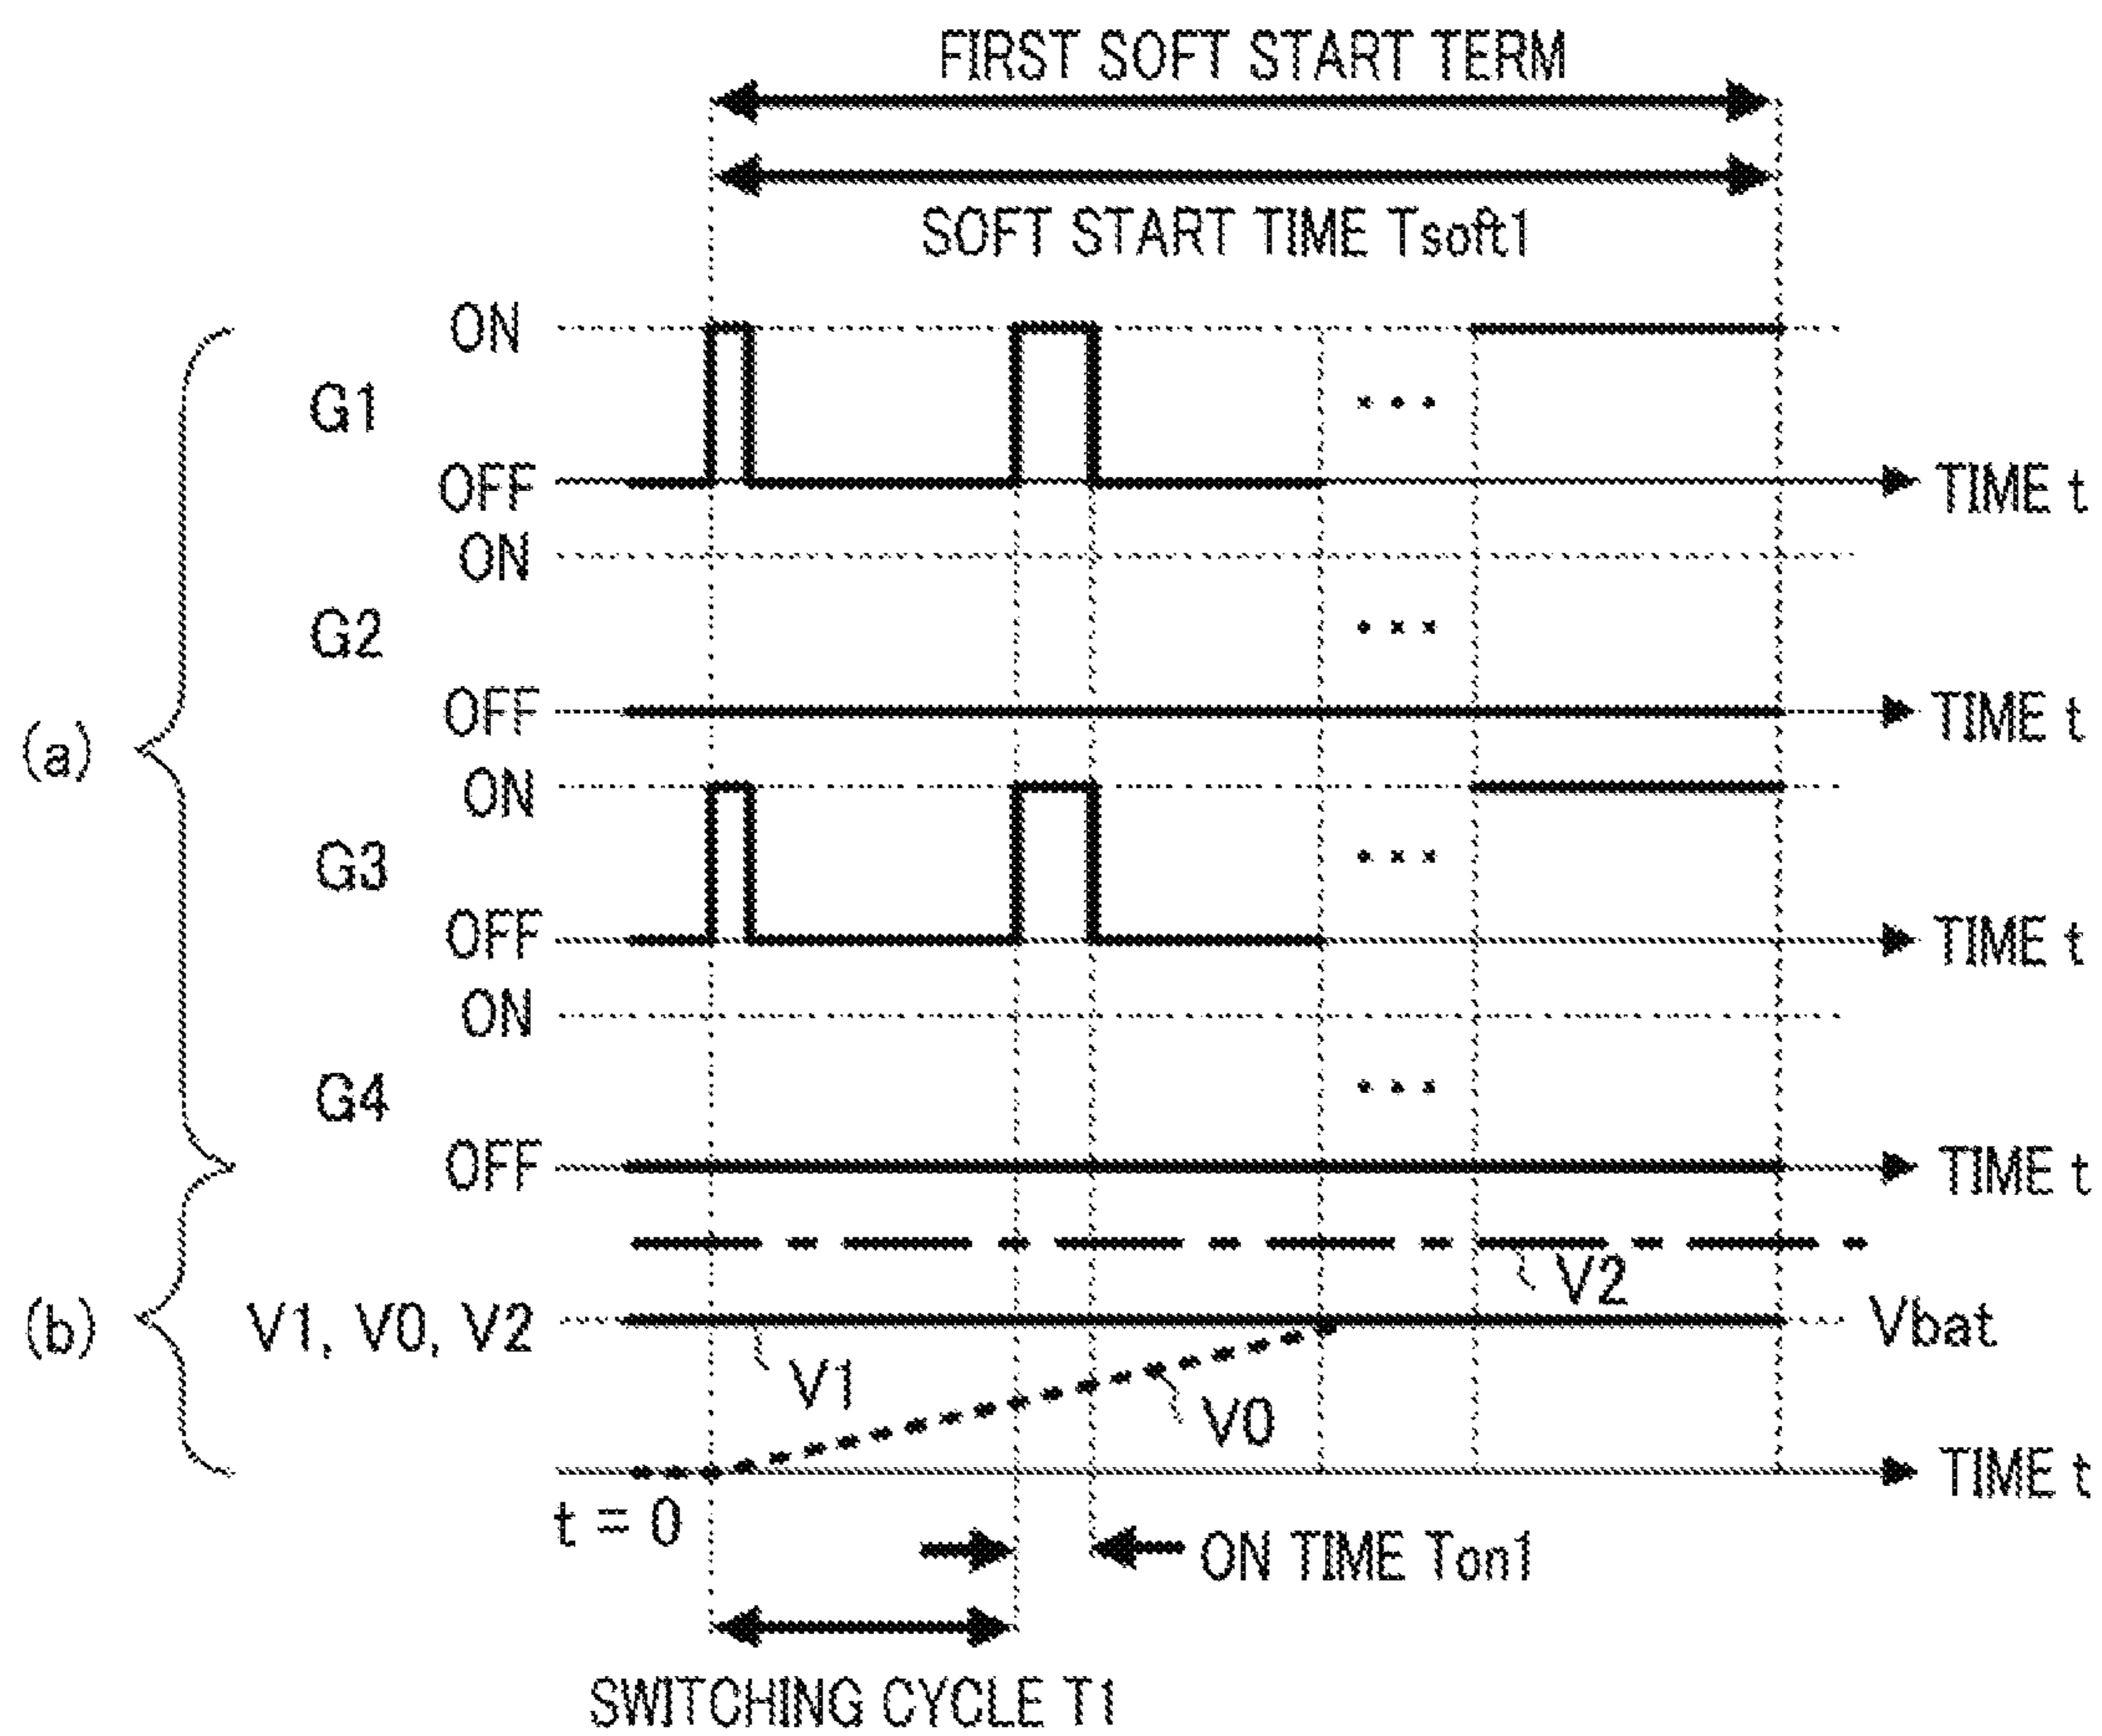 FIRST SOFT START TERM
SOFT START TIME Tsoft1
ON
G1
OFF
TIME t
ON
G2
OFF
TIME t
(a)
ON
G3
OFF
TIME t
ON
G4
OFF
TIME t
V2
(b)
V1, V0, V2
Vbat
V1
V0
TIME t
t = 0
ON TIME Ton1
SWITCHING CYCLE T1